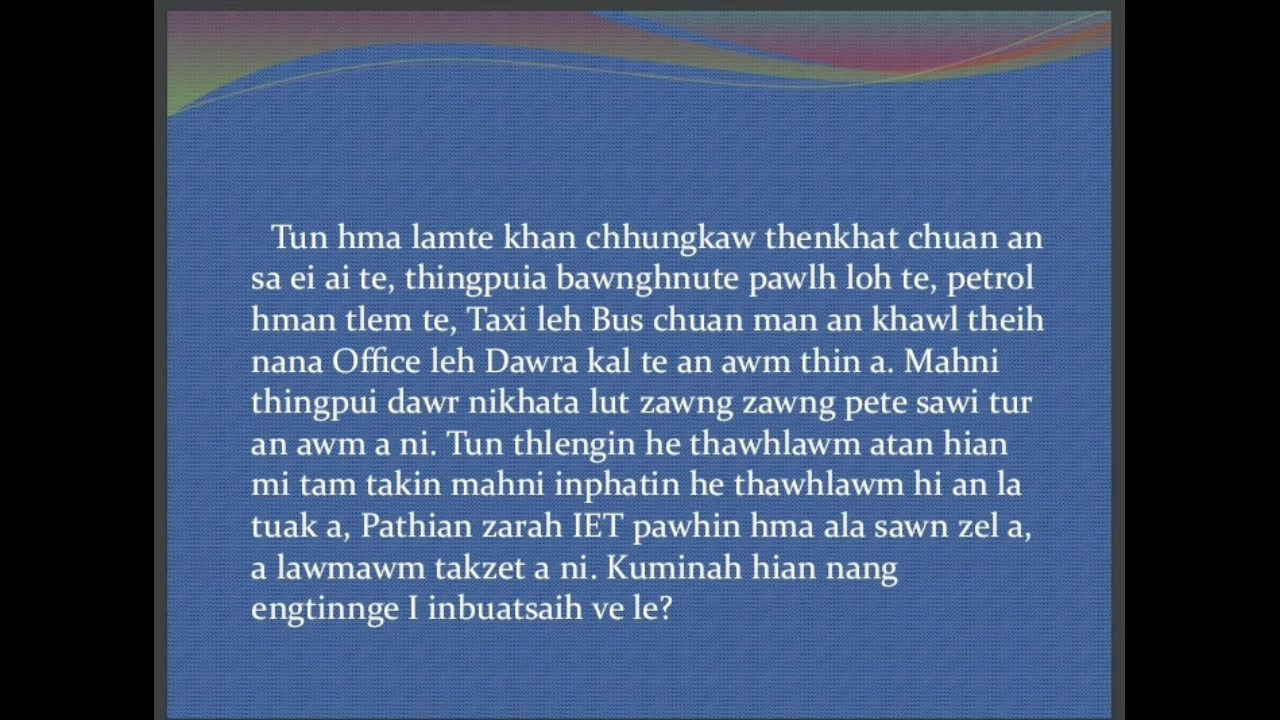 Tun hma lamte khan chhungkaw thenkhat chuan an
sa ei ai te, thingpuia bawnghnute pawlh loh te, petrol
hman tlem te, Taxi leh Bus chuan man an khawl theih
nana Office leh Dawra kal te an awm thin a. Mahni
thingpui dawr nikhata lut zawng zawng pete sawi tur
an awm a ni. Tun thlengin he thawhlawm atan hian
mi tam takin mahni inphatin he thawhlawm hi an la
tuak a, Pathian zarah IET pawhin hma ala sawn zel a,
a lawmawm takzet a ni. Kuminah hian nang
engtinnge I inbuatsaih ve le?